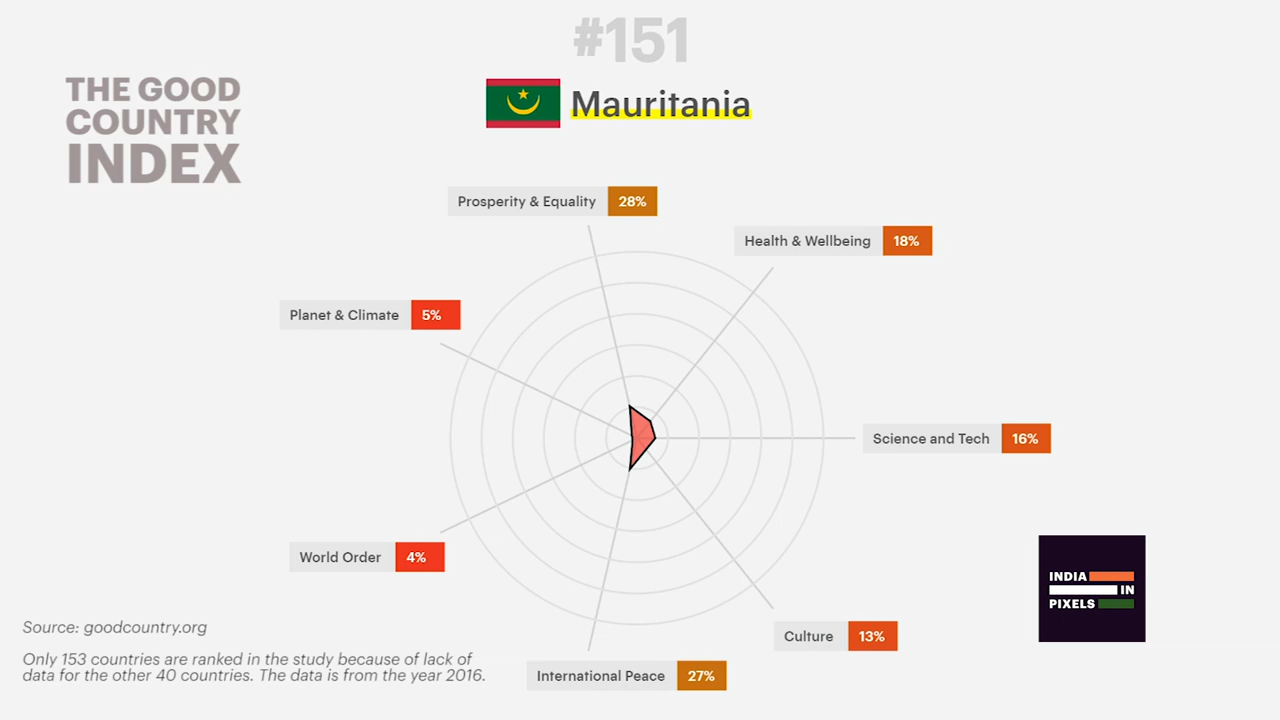 #151
THE GOOD
COUNTRY
INDEX
Mauritania
Prosperity & Equality 28%
Health & Wellbeing 18%
Planet & Climate 5%
Science and Tech 16%
World Order 4%
INDIA
IN
PIXELS
Culture 13%
International Peace 27%
Source: goodcountry.org
Only 153 countries are ranked in the study because of lack of
data for the other 40 countries. The data is from the year 2016.